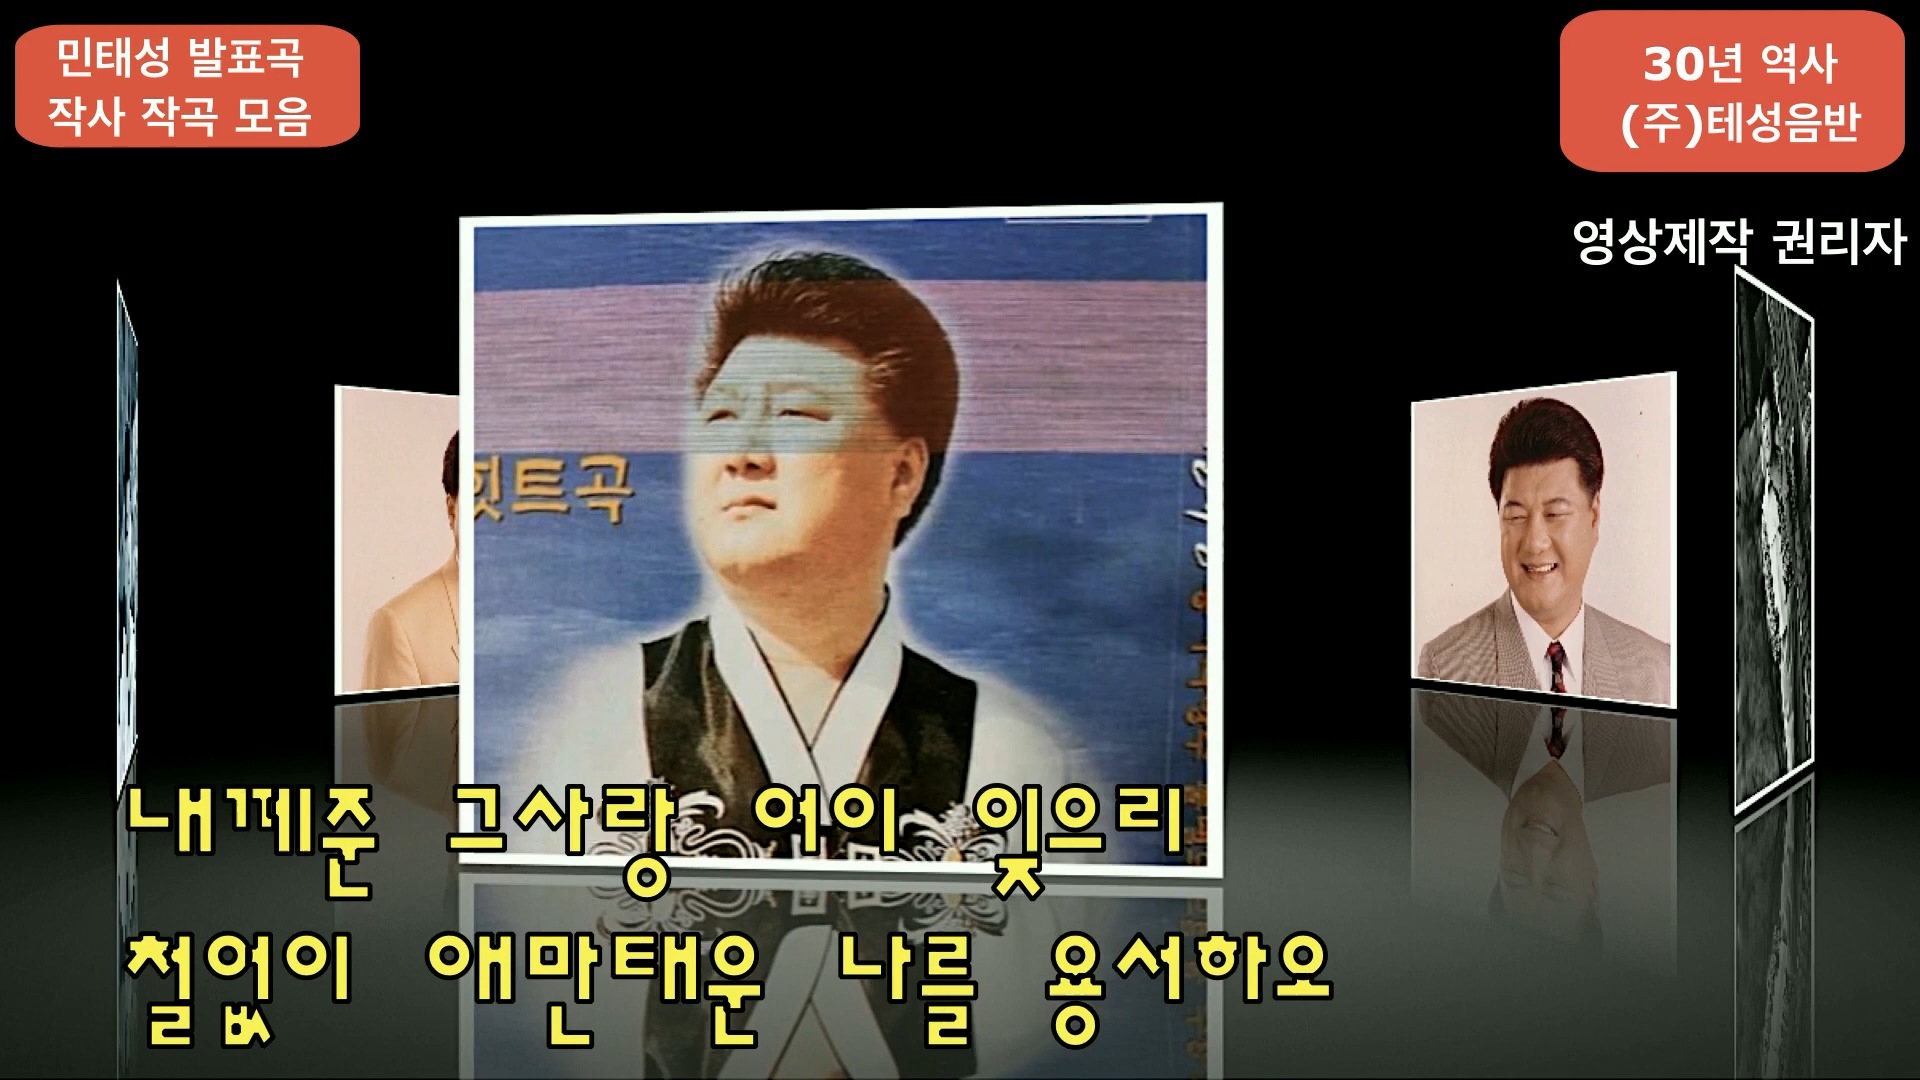 민태성 발표곡
작사 작곡 모음
30년 역사
(주)테성음반
영상제작 권리자
힛트곡
내께준 그사랑 어이 잊으리
철없이 애만태운 나를 용서하오